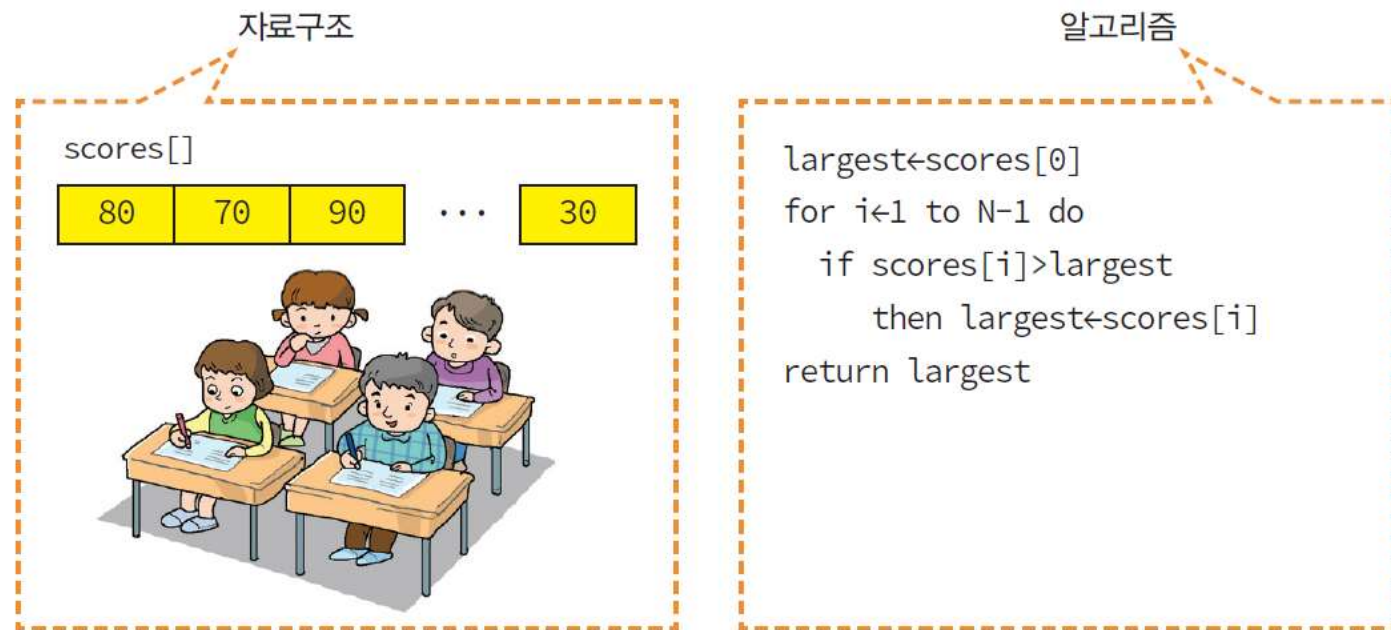 자료구조
알고리즘
scores[]
80 70 90 ··· 30
largest←scores[0]
for i←1 to N-1 do
if scores[i]>largest
then largest←scores[i]
return largest